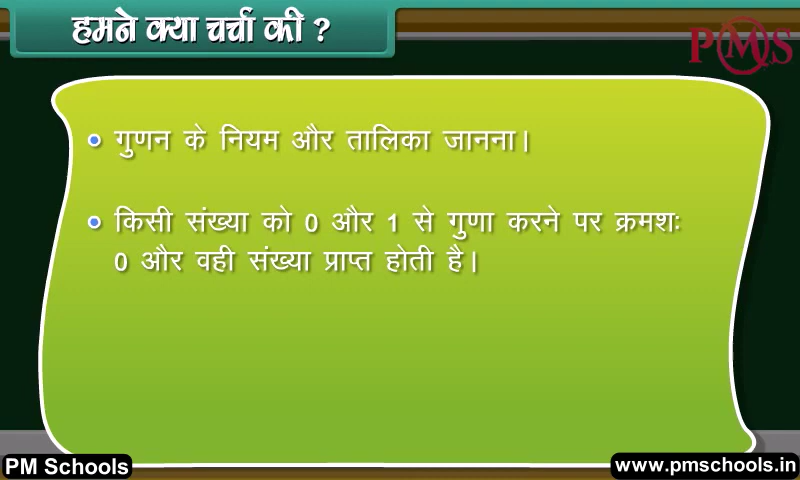 हमने क्या चर्चा की ?
PMS
गुणन के नियम और तालिका जानना।
किसी संख्या को 0 और 1 से गुणा करने पर क्रमशः
0 और वही संख्या प्राप्त होती है।
PM Schools
www.pmschools.in